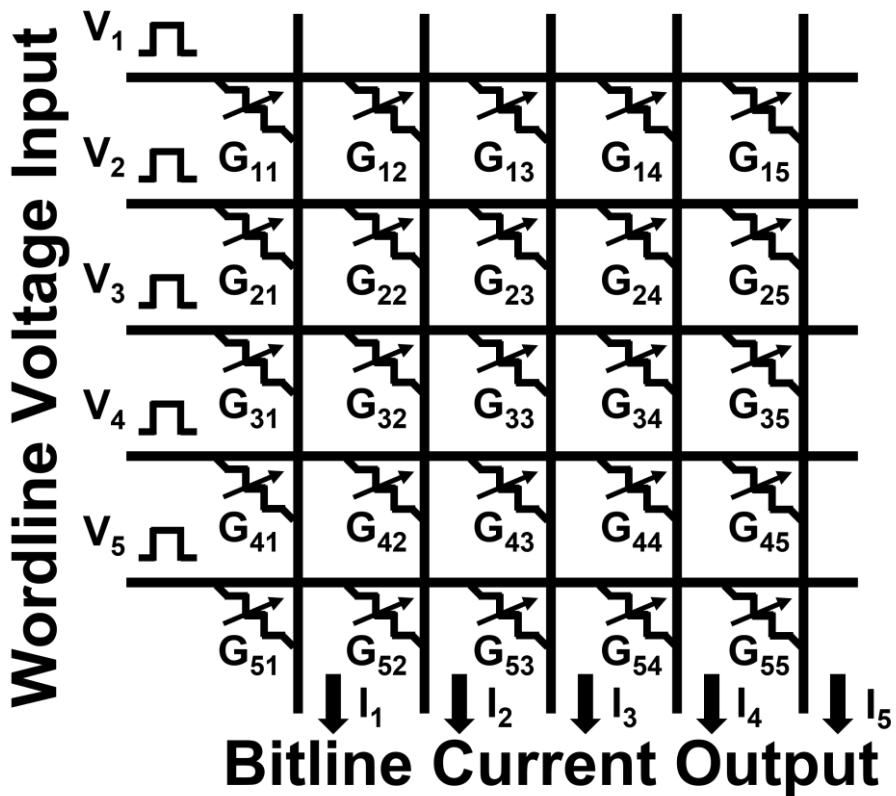 Wordline Voltage Input
V1
G11 G12 G13 G14 G15
V2
G21 G22 G23 G24 G25
V3
G31 G32 G33 G34 G35
V4
G41 G42 G43 G44 G45
V5
G51 G52 G53 G54 G55
I1 I2 I3 I4 I5
Bitline Current Output